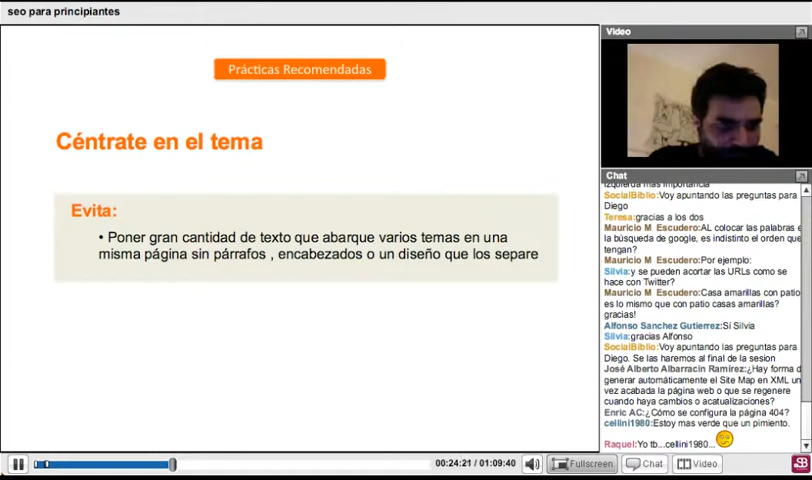 seo para principiantes
Prácticas Recomendadas
Céntrate en el tema
Evita:
• Poner gran cantidad de texto que abarque varios temas en una
misma página sin párrafos , encabezados o un diseño que los separe
Video
Chat
izquierda mas importancia
SocialBiblio:Voy apuntando las preguntas para
Diego
Teresa:gracias a los dos
Mauricio M Escudero:AL colocar las palabras e
la búsqueda de google, es indistinto el orden que
tengan?
Mauricio M Escudero:Por ejemplo:
Silvia:y se pueden acortar las URLs como se
hace con Twitter?
Mauricio M Escudero:Casa amarillas con patio
es lo mismo que con patio casas amarillas?
gracias!
Alfonso Sanchez Gutierrez:Sí Silvia
Silvia:gracias Alfonso
SocialBiblio:Voy apuntando las preguntas para
Diego. Se las haremos al final de la sesion
José Alberto Albarracín Ramírez:¿Hay forma d
generar automáticamente el Site Map en XML un
vez acabada la página web o que se regenere
cuando haya cambios o acatualizaciones?
Enric AC:¿Cómo se configura la página 404?
cellini1980:Estoy mas verde que un pimiento.
Raquel:Yo tb...cellini1980...
00:24:21 / 01:09:40
Fullscreen
Chat
Video
SB